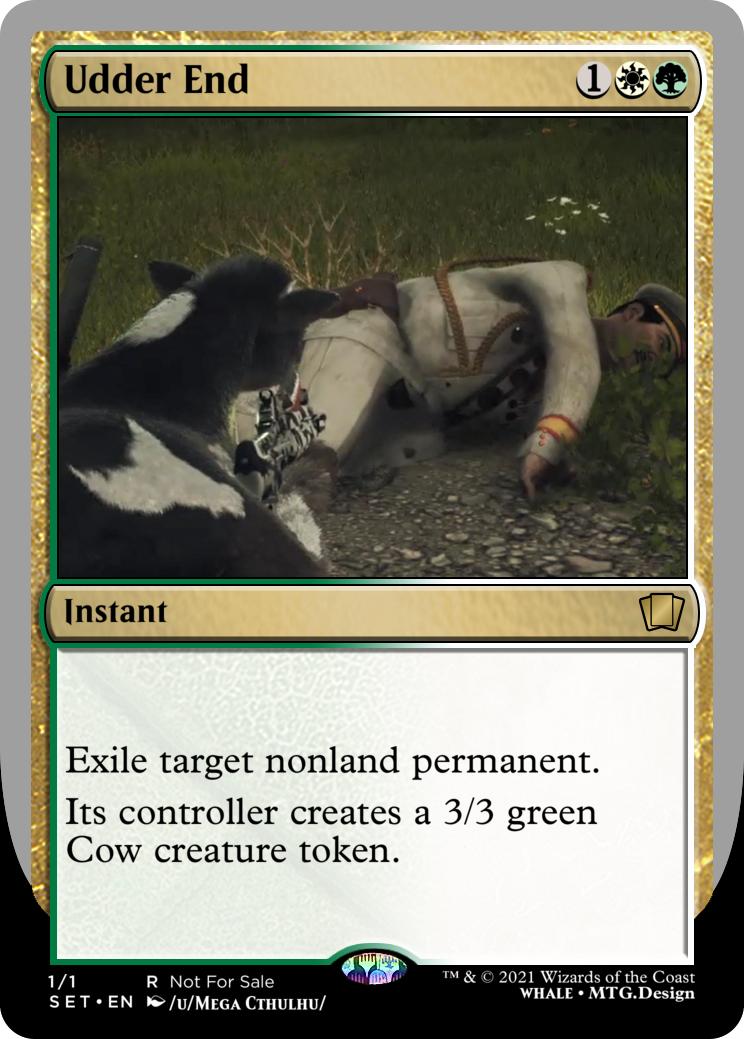 Udder End 1
Instant
Exile target nonland permanent.
Its controller creates a 3/3 green
Cow creature token.
1/1 R Not For Sale ™ & © 2021 Wizards of the Coast
SET • EN /u/Mega Cthulhu/ WHALE • MTG.Design